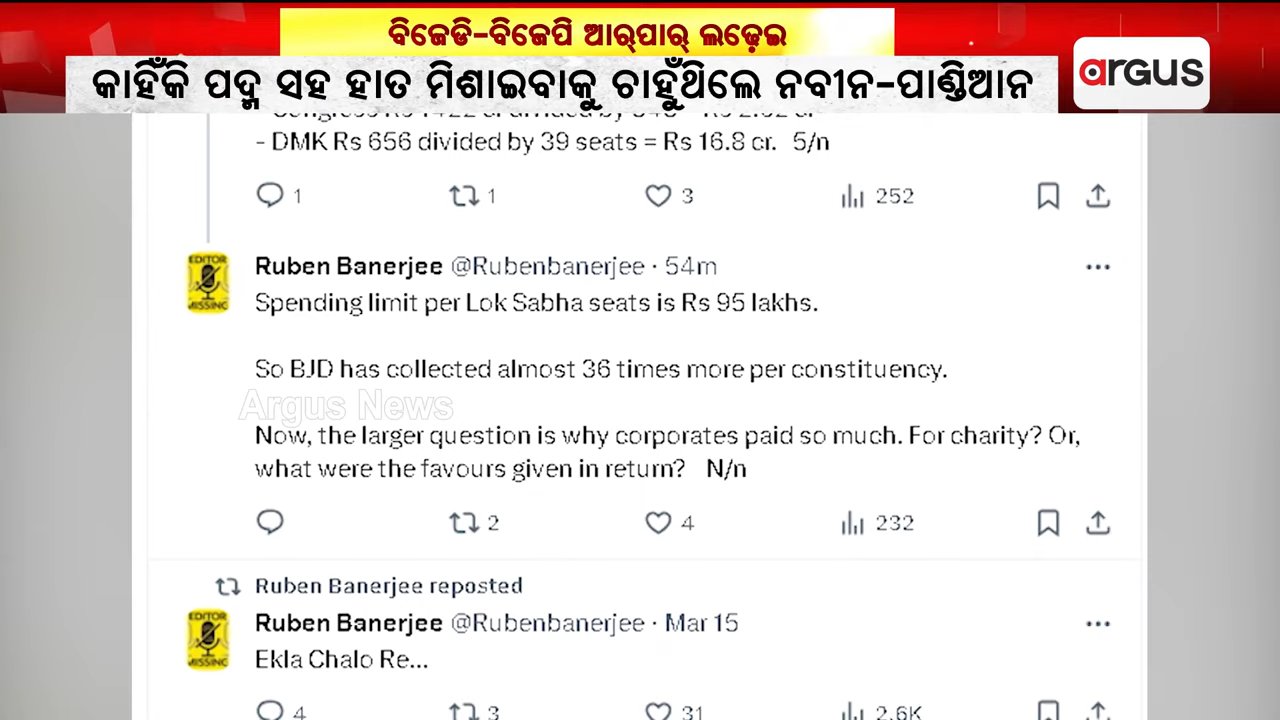 ବିଜେଡି-ବିଜେପି ଆର୍‌ପାର୍ ଲଢ଼େଇ
କାହିଁକି ପଦ୍ମ ସହ ହାତ ମିଶାଇବାକୁ ଚାହୁଁଥିଲେ ନବୀନ-ପାଣ୍ଡିଆନ
argus
- DMK Rs 656 divided by 39 seats = Rs 16.8 cr. 5/n
1 1 3 252
EDITOR MISSING
Ruben Banerjee @Rubenbanerjee · 54m
Spending limit per Lok Sabha seats is Rs 95 lakhs.
So BJD has collected almost 36 times more per constituency.
Argus News
Now, the larger question is why corporates paid so much. For charity? Or,
what were the favours given in return? N/n
2 4 232
Ruben Banerjee reposted
EDITOR MISSING
Ruben Banerjee @Rubenbanerjee · Mar 15
Ekla Chalo Re...
4 3 31 2.6K